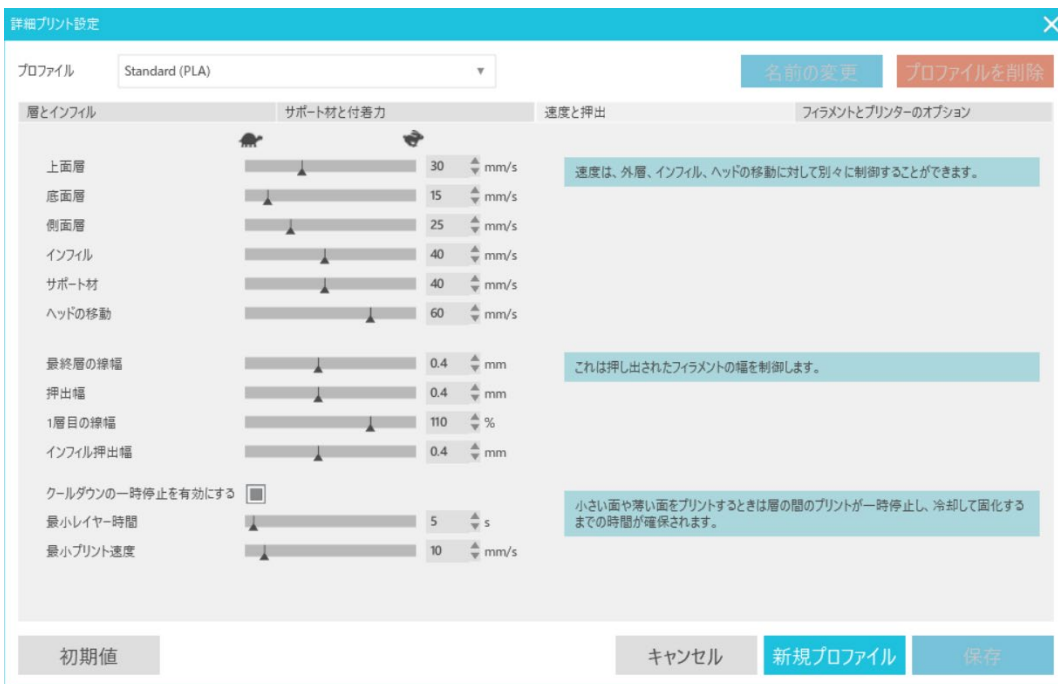 詳細プリント設定
プロファイル Standard (PLA) 名前の変更 プロファイルを削除
層とインフィル サポート材と付着力 速度と押出 フィラメントとプリンターのオプション
上面層 30 mm/s
速度は、外層、インフィル、ヘッドの移動に対して別々に制御することができます。
底面層 15 mm/s
側面層 25 mm/s
インフィル 40 mm/s
サポート材 40 mm/s
ヘッドの移動 60 mm/s
最終層の線幅 0.4 mm
これは押し出されたフィラメントの幅を制御します。
押出幅 0.4 mm
1層目の線幅 110 %
インフィル押出幅 0.4 mm
クールダウンの一時停止を有効にする
小さい面や薄い面をプリントするときは層の間のプリントが一時停止し、冷却して固化する
までの時間が確保されます。
最小レイヤー時間 5 s
最小プリント速度 10 mm/s
初期値 キャンセル 新規プロファイル 保存